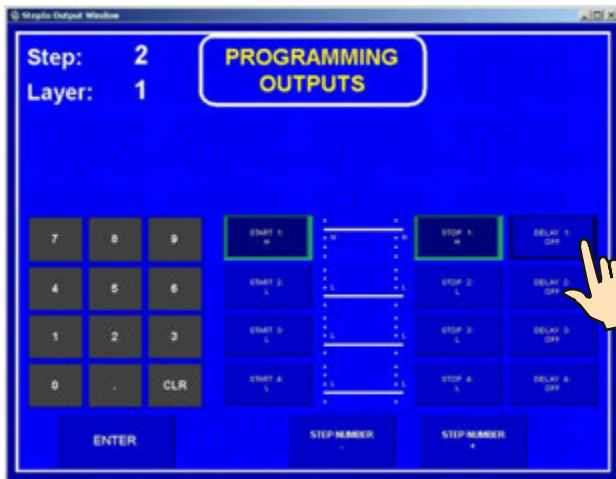 Stepio Output Window
Step: 2
Layer: 1
PROGRAMMING
OUTPUTS
7 8 9
4 5 6
1 2 3
0 . CLR
ENTER
START 1:
H
START 2:
L
START 3:
L
START 4:
L
H H
L L
L L
L L
STOP 1:
H
STOP 2:
L
STOP 3:
L
STOP 4:
L
DELAY 1:
OFF
DELAY 2:
OFF
DELAY 3:
OFF
DELAY 4:
OFF
STEP NUMBER
-
STEP NUMBER
+